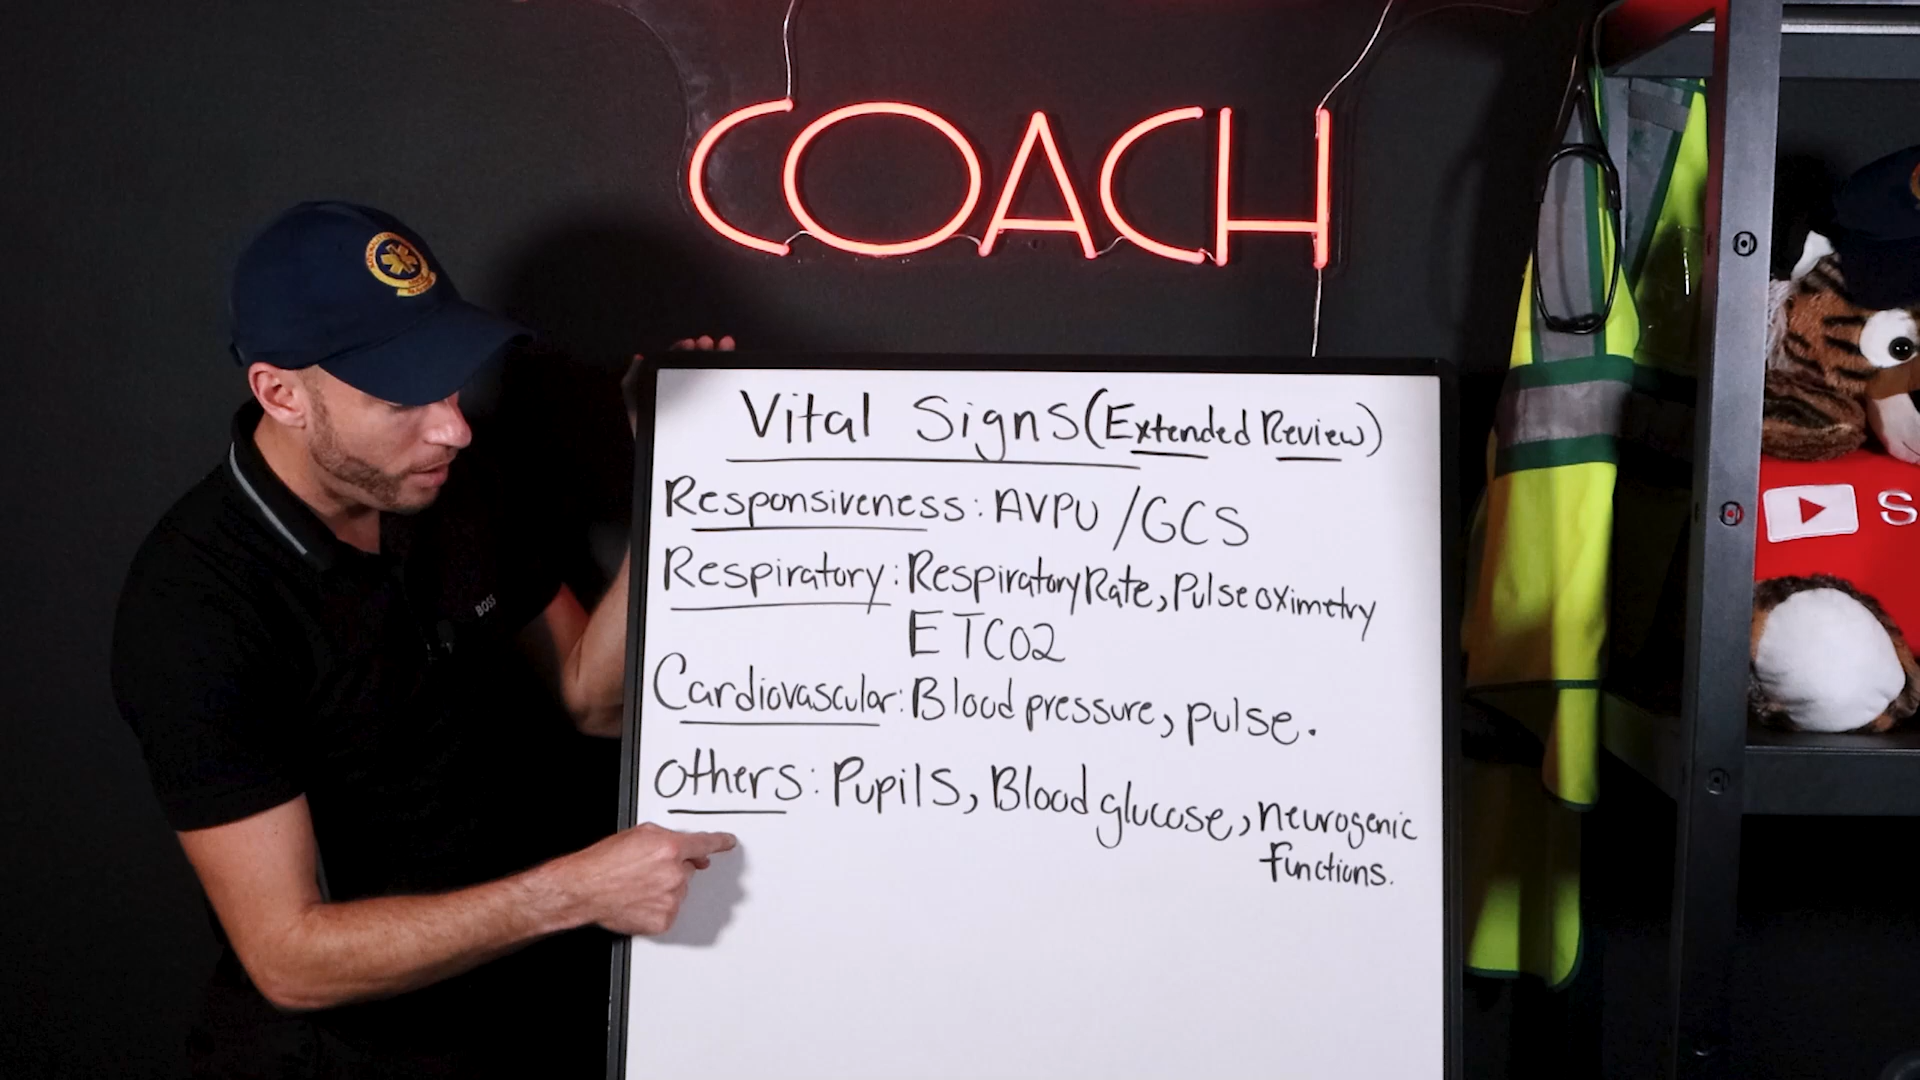 COACH
BOSS
Vital Signs (Extended Review)
Responsiveness: AVPU /GCS
Respiratory: Respiratory Rate, Pulse oximetry
ETCO2
Cardiovascular: Blood pressure, pulse.
Others: Pupils, Blood glucose, neurogenic
functions.
S